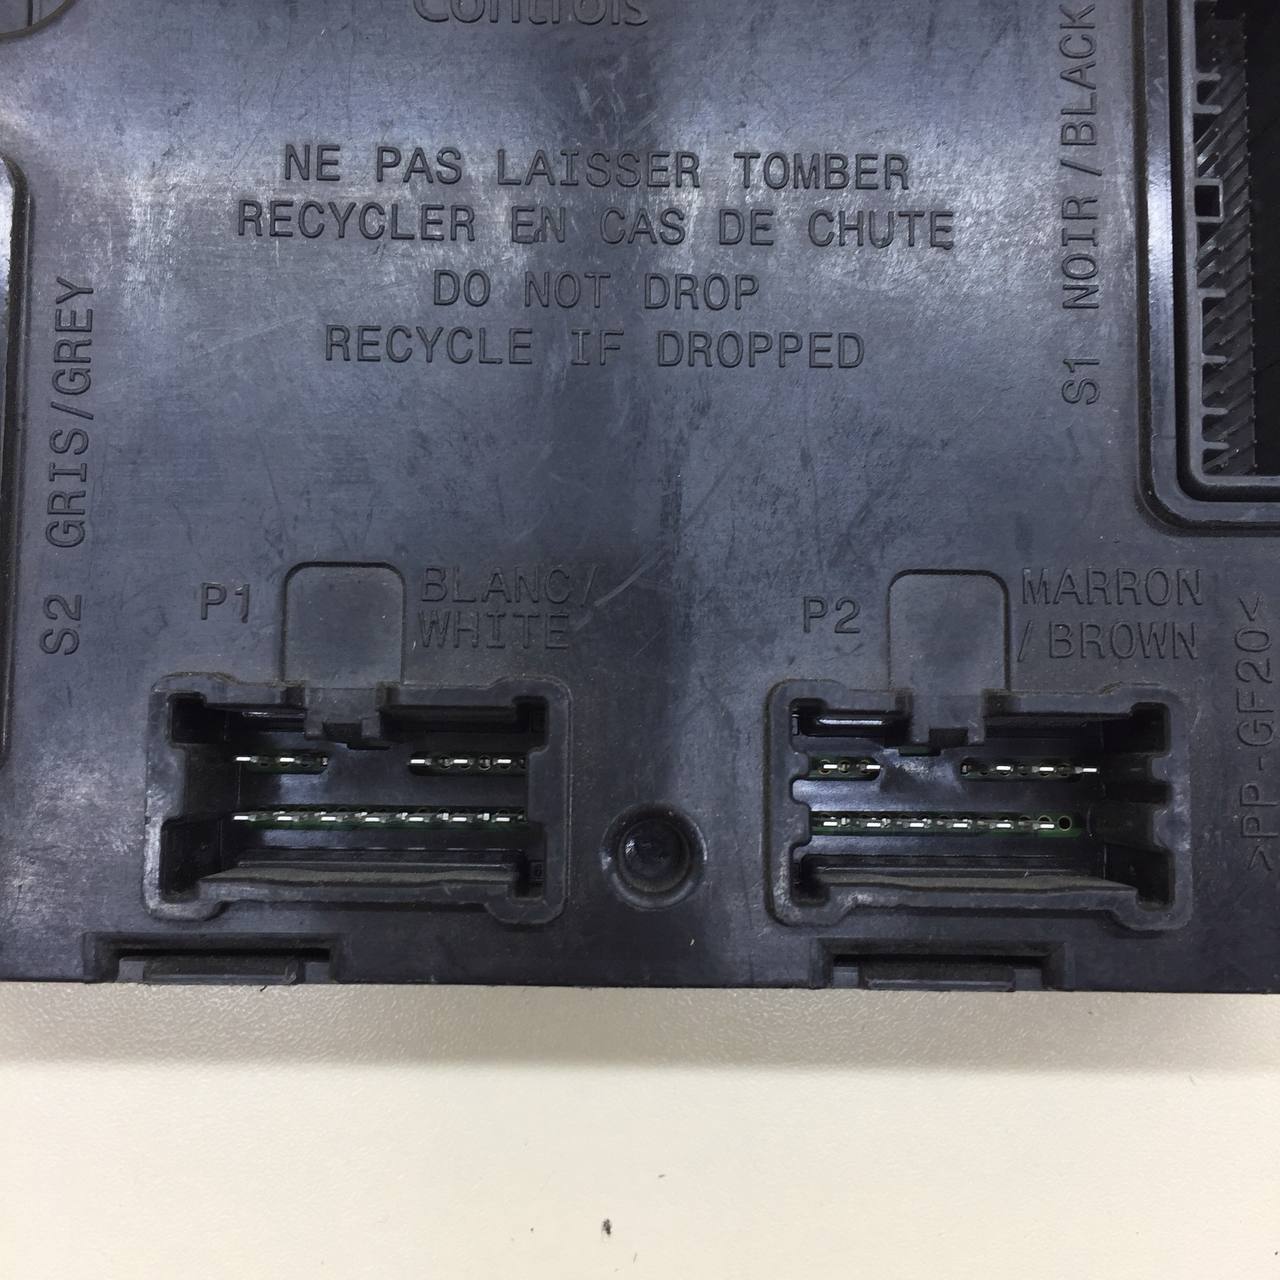 Controls
NE PAS LAISSER TOMBER
RECYCLER EN CAS DE CHUTE
DO NOT DROP
RECYCLE IF DROPPED
S1 NOIR/BLACK
S2 GRIS/GREY
P1
BLANC/
WHITE
P2
MARRON
/BROWN
>PP-GF20<